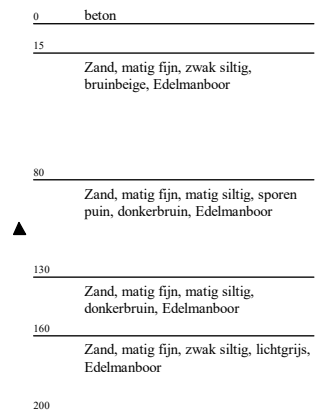 0 beton
15
Zand, matig fijn, zwak siltig,
bruinbeige, Edelmanboor
80
Zand, matig fijn, matig siltig, sporen
puin, donkerbruin, Edelmanboor
130
Zand, matig fijn, matig siltig,
donkerbruin, Edelmanboor
160
Zand, matig fijn, zwak siltig, lichtgrijs,
Edelmanboor
200